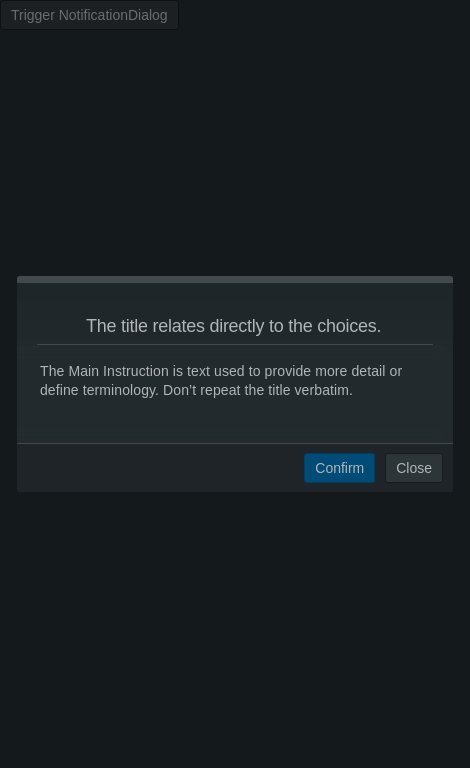 Trigger NotificationDialog
The title relates directly to the choices.
The Main Instruction is text used to provide more detail or
define terminology. Don’t repeat the title verbatim.
Confirm
Close